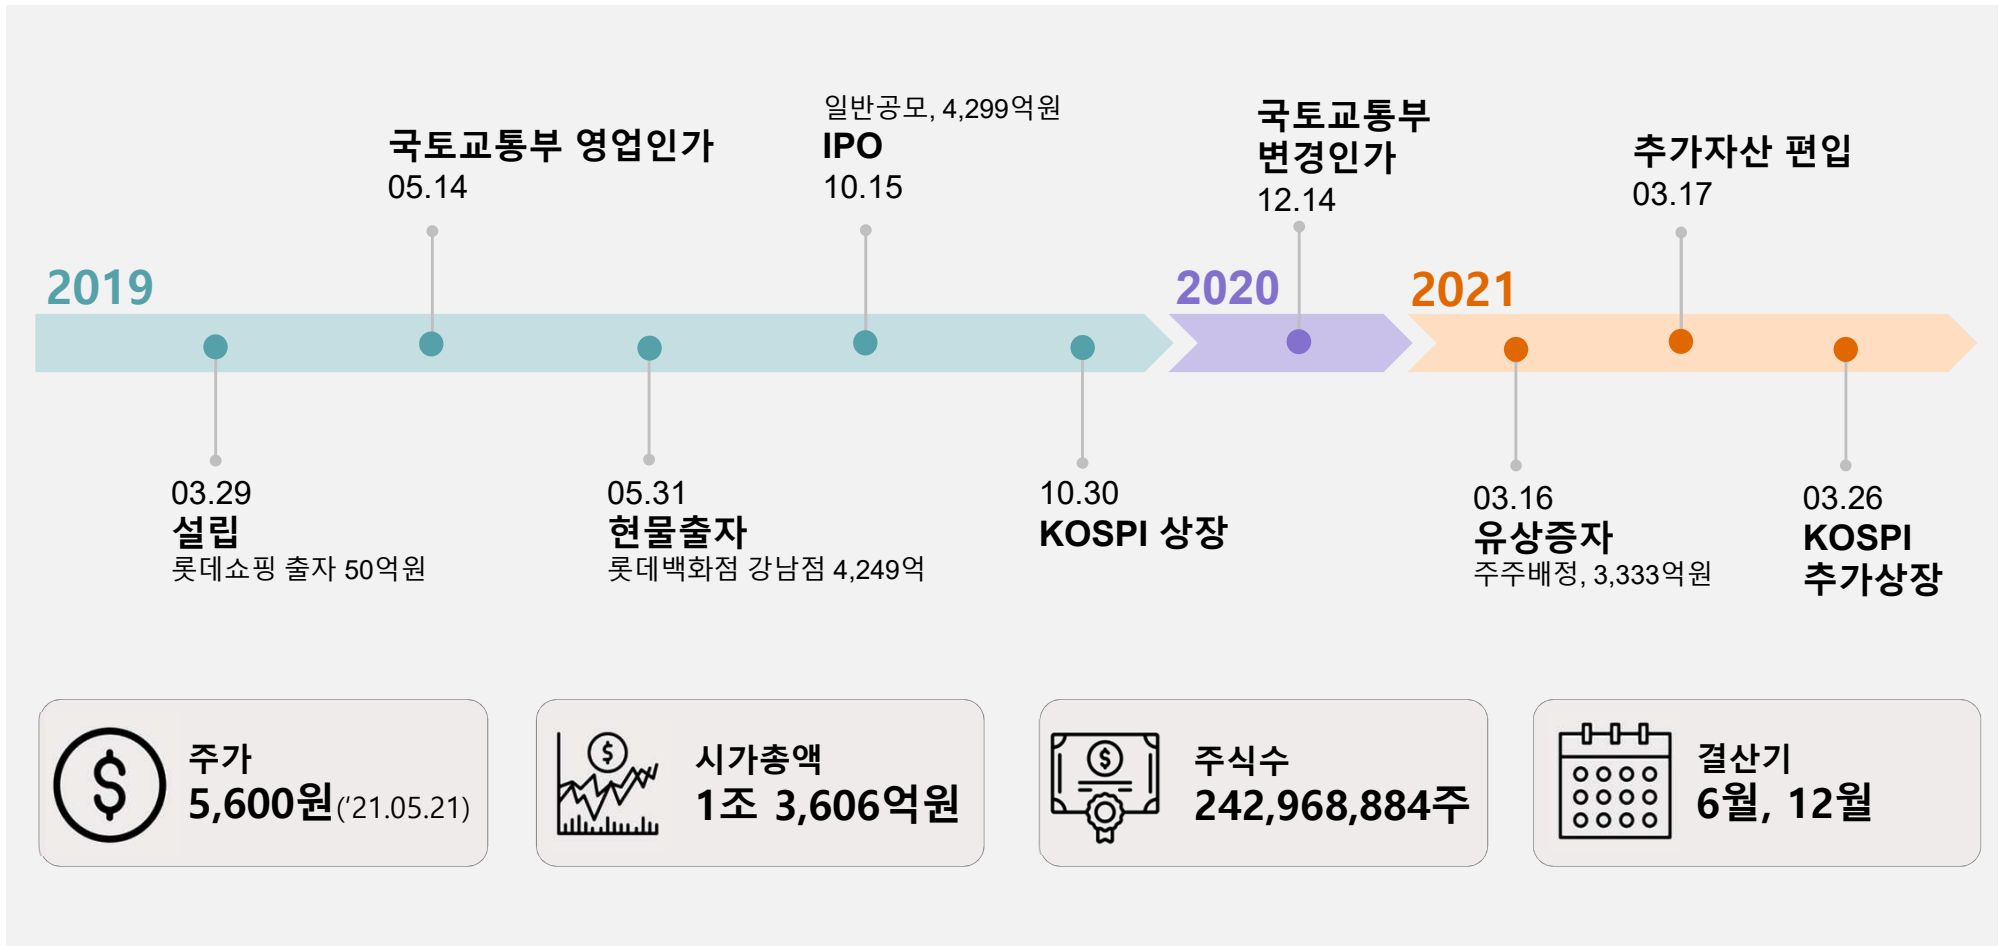 일반공모, 4,299억원
국토교통부 영업인가
IPO
05.14
10.15
국토교통부
변경인가
12.14
추가자산 편입
03.17
2019
2020
2021
03.29
설립
롯데쇼핑 출자 50억원
05.31
현물출자
롯데백화점 강남점 4,249억
10.30
KOSPI 상장
03.16
유상증자
주주배정, 3,333억원
03.26
KOSPI
추가상장
주가
5,600원('21.05.21)
시가총액
1조 3,606억원
주식수
242,968,884주
결산기
6월, 12월